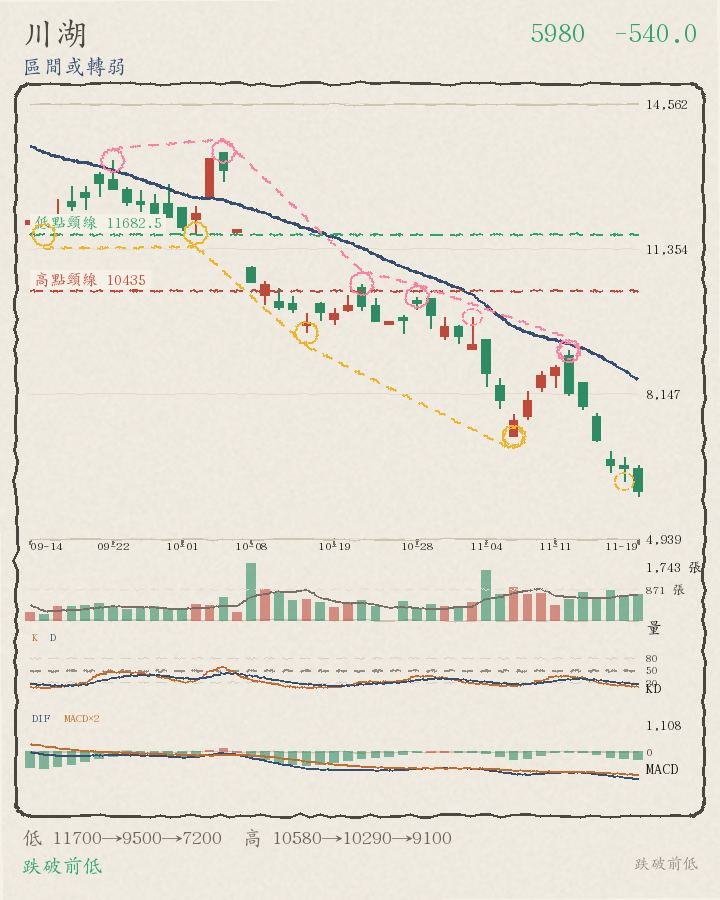 川湖
5980 -540.0
區間或轉弱
14,562
低點頸線 11682.5
11,354
高點頸線 10435
8,147
4,939
09-14 09-22 10-01 10-08 10-19 10-28 11-04 11-11 11-19
1,743 張
871 張
量
K D
80
50
20
KD
DIF MACD×2
1,108
0
MACD
低 11700→9500→7200 高 10580→10290→9100
跌破前低
跌破前低